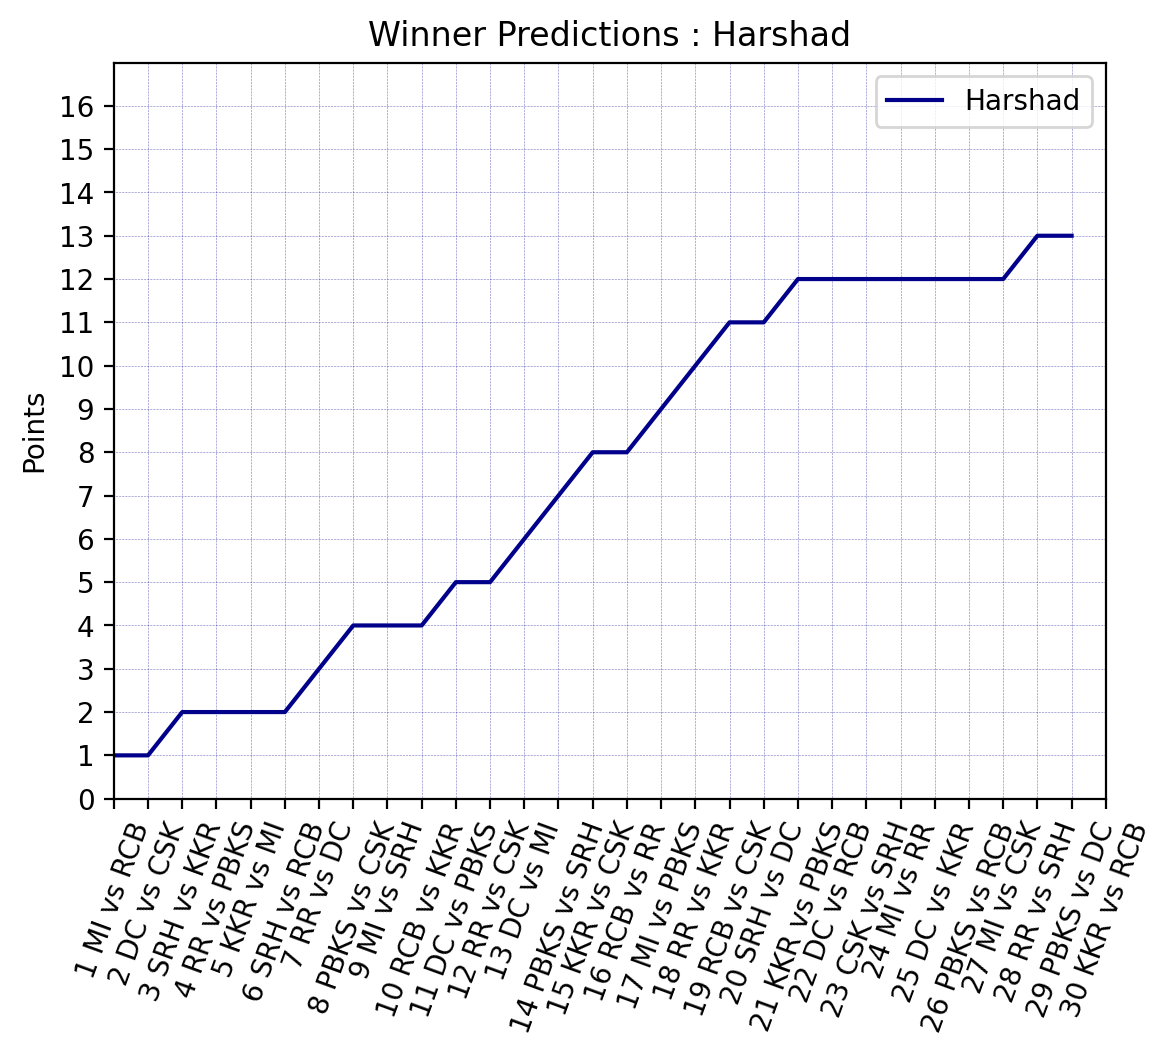 Winner Predictions : Harshad
Harshad
Points
16
15
14
13
12
11
10
9
8
7
6
5
4
3
2
1
0
1 MI vs RCB
2 DC vs CSK
3 SRH vs KKR
4 RR vs PBKS
5 KKR vs MI
6 SRH vs RCB
7 RR vs DC
8 PBKS vs CSK
9 MI vs SRH
10 RCB vs KKR
11 DC vs PBKS
12 RR vs CSK
13 DC vs MI
14 PBKS vs SRH
15 KKR vs CSK
16 RCB vs RR
17 MI vs PBKS
18 RR vs KKR
19 RCB vs CSK
20 SRH vs DC
21 KKR vs PBKS
22 DC vs RCB
23 CSK vs SRH
24 MI vs RR
25 DC vs KKR
26 PBKS vs RCB
27 MI vs CSK
28 RR vs SRH
29 PBKS vs DC
30 KKR vs RCB